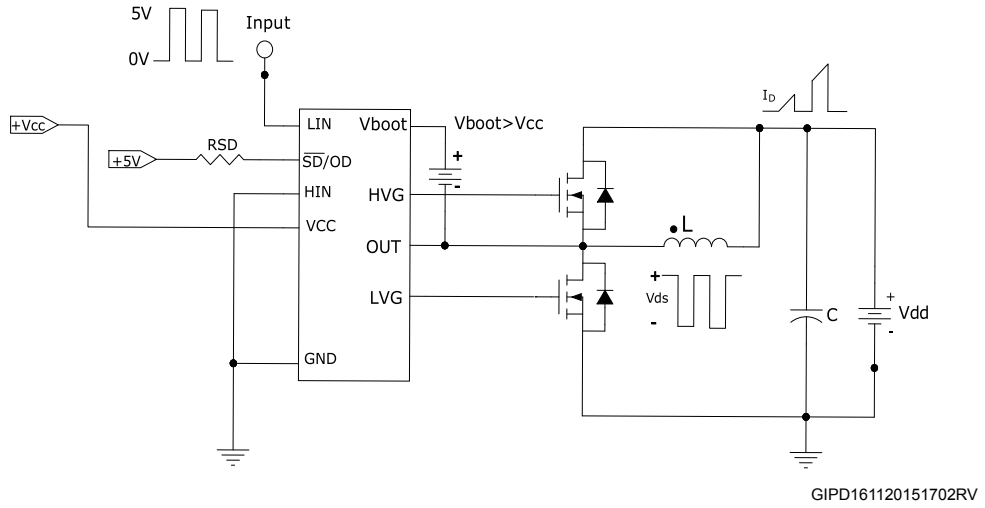 5V
0V
Input
+Vcc
+5V
RSD
LIN
SD/OD
HIN
VCC
GND
Vboot
HVG
OUT
LVG
Vboot>Vcc
+
-
L
+
Vds
-
ID
C
+
Vdd
-
GIPD161120151702RV